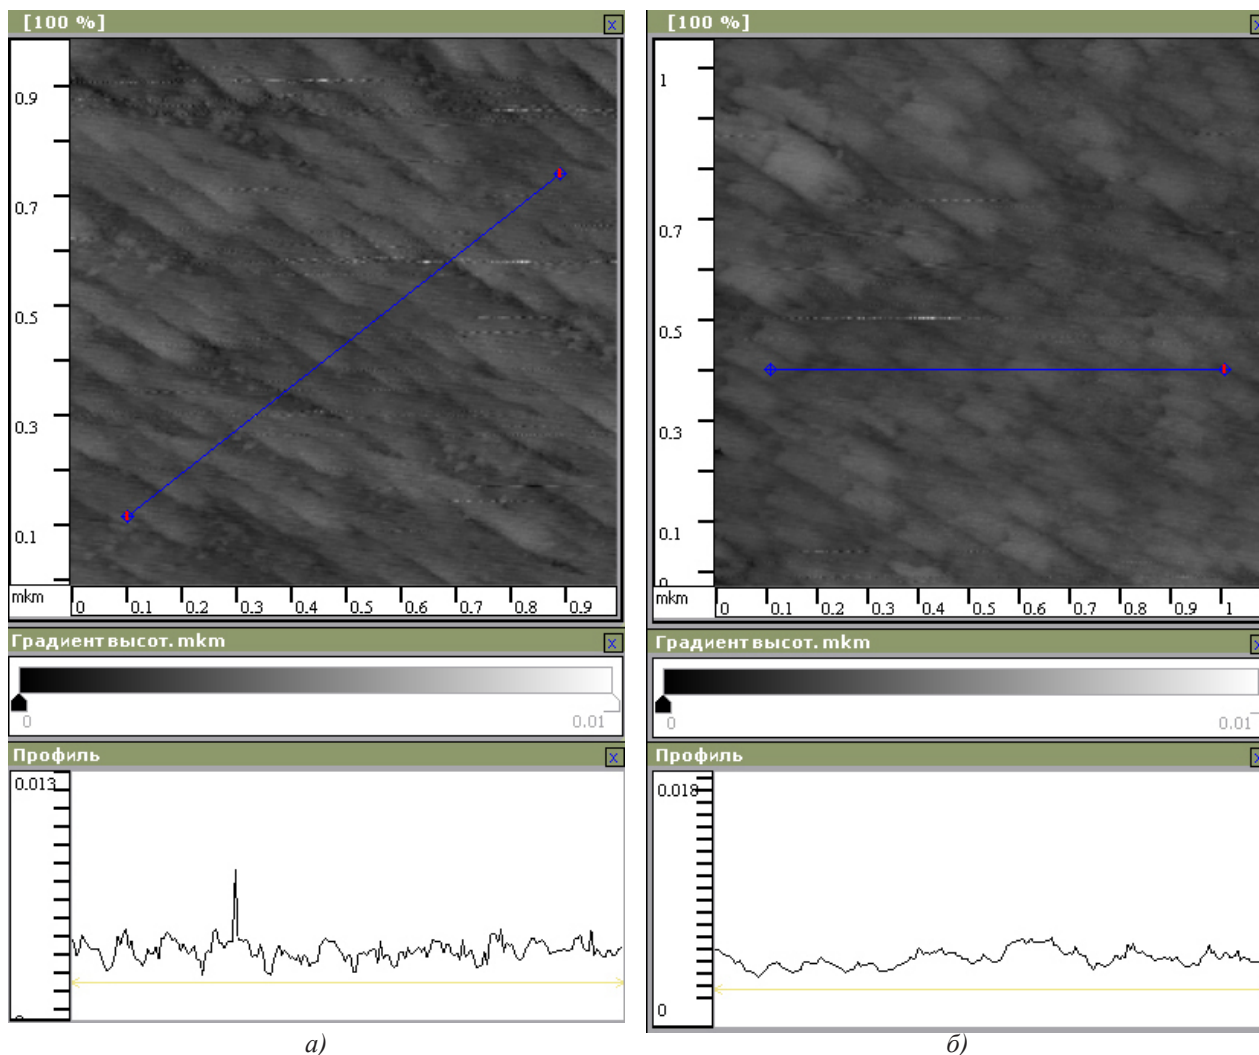 [100 %] x
0.9
0.7
0.5
0.3
0.1
mkm
0 0.1 0.2 0.3 0.4 0.5 0.6 0.7 0.8 0.9
Градиент высот. mkm x
0 0.01
Профиль x
0.013
0
а)
[100 %] x
1
0.7
0.5
0.3
0.1
0
mkm
0 0.1 0.2 0.3 0.4 0.5 0.6 0.7 0.8 0.9 1
Градиент высот. mkm x
0 0.01
Профиль x
0.018
0
б)